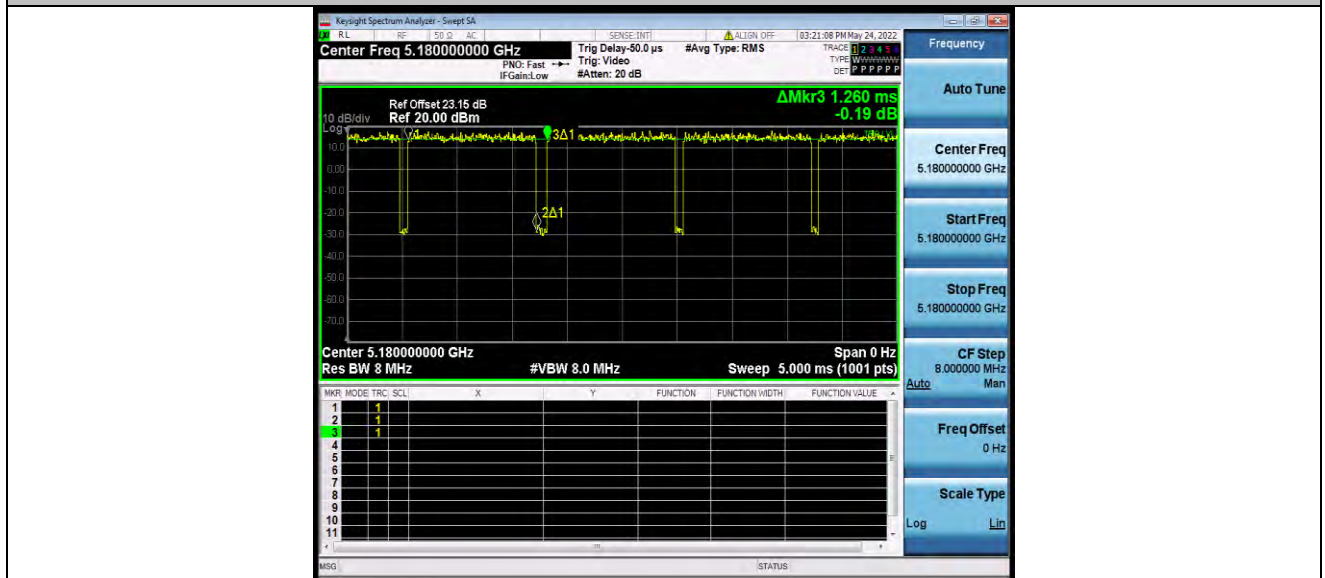 Keysight Spectrum Analyzer - Swept SA
RL RF 50 Ω AC SENSE:INT ALIGN OFF 03:21:08 PM May 24, 2022
Center Freq 5.180000000 GHz
PNO: Fast
IFGain:Low
Trig Delay-50.0 µs
Trig: Video
#Atten: 20 dB
#Avg Type: RMS
TRACE 1 2 3 4 5 6
TYPE WWWWWW
DET P P P P P P
ΔMkr3 1.260 ms
-0.19 dB
Ref Offset 23.15 dB
10 dB/div Ref 20.00 dBm
Log
10.0
0.00
-10.0
-20.0
-30.0
-40.0
-50.0
-60.0
-70.0
3Δ1
2Δ1
Center 5.180000000 GHz Span 0 Hz
Res BW 8 MHz #VBW 8.0 MHz Sweep 5.000 ms (1001 pts)
MKR MODE TRC SCL X Y FUNCTION FUNCTION WIDTH FUNCTION VALUE
1 1
2 1
3 1
4
5
6
7
8
9
10
11
MSG STATUS
Frequency
Auto Tune
Center Freq
5.180000000 GHz
Start Freq
5.180000000 GHz
Stop Freq
5.180000000 GHz
CF Step
8.000000 MHz
Auto Man
Freq Offset
0 Hz
Scale Type
Log Lin